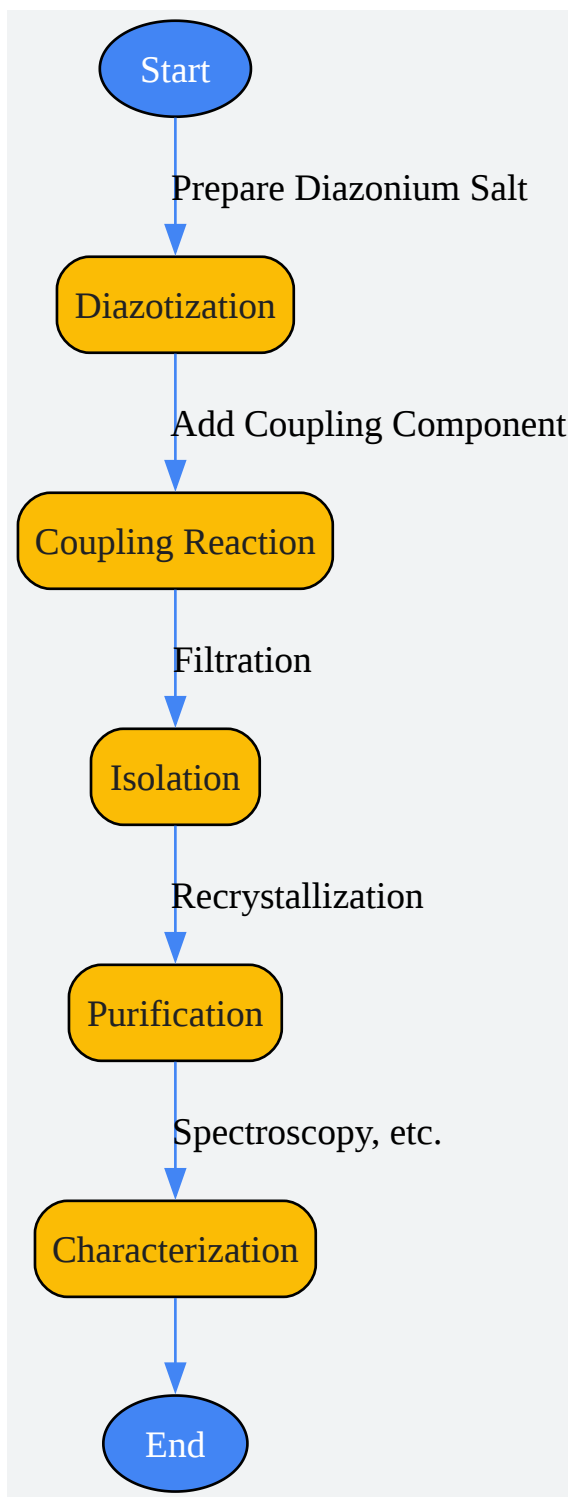 Start
Prepare Diazonium Salt
Diazotization
Add Coupling Component
Coupling Reaction
Filtration
Isolation
Recrystallization
Purification
Spectroscopy, etc.
Characterization
End